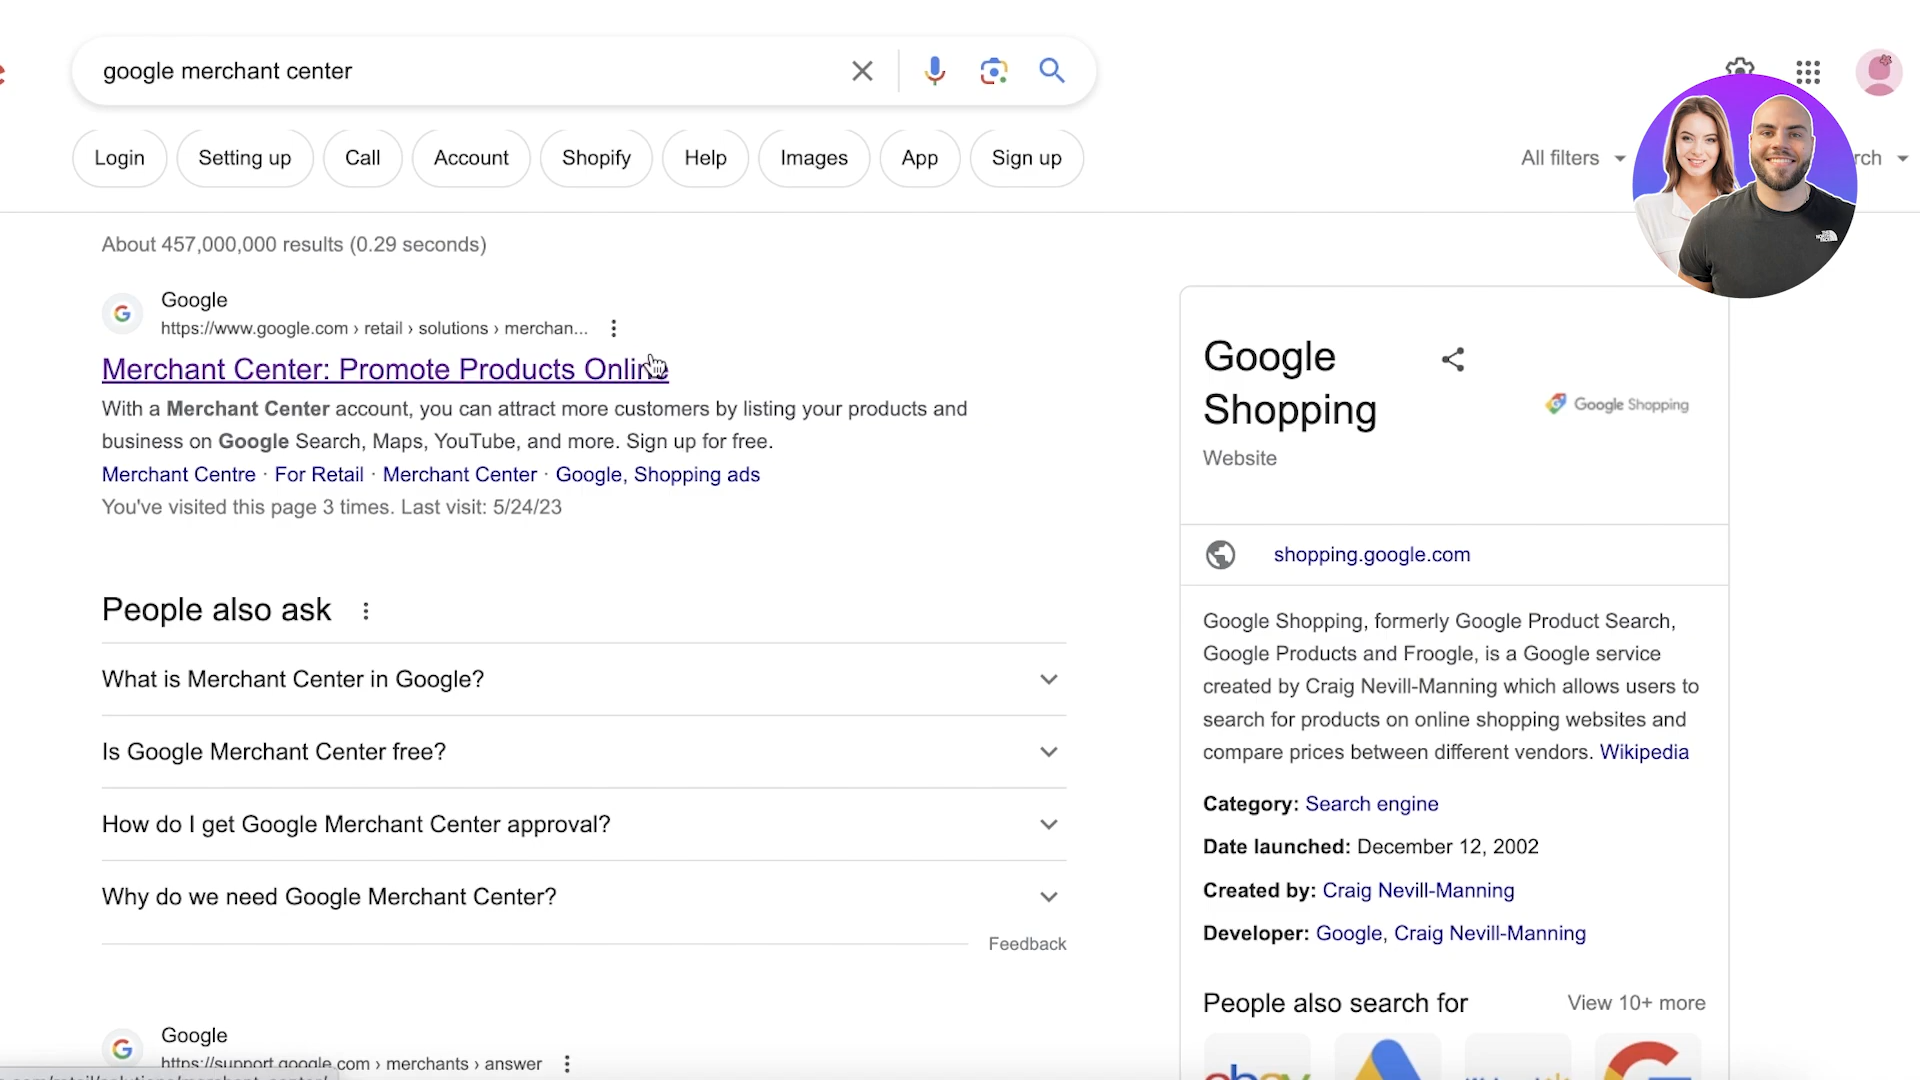 google merchant center
Login
Setting up
Call
Account
Shopify
Help
Images
App
Sign up
All filters
rch
About 457,000,000 results (0.29 seconds)
Google
https://www.google.com › retail › solutions › merchan...
Merchant Center: Promote Products Online
With a Merchant Center account, you can attract more customers by listing your products and
business on Google Search, Maps, YouTube, and more. Sign up for free.
Merchant Centre · For Retail · Merchant Center · Google, Shopping ads
You've visited this page 3 times. Last visit: 5/24/23
People also ask
What is Merchant Center in Google?
Is Google Merchant Center free?
How do I get Google Merchant Center approval?
Why do we need Google Merchant Center?
Feedback
Google
https://support.google.com › merchants › answer
Google
Shopping
Google Shopping
Website
shopping.google.com
Google Shopping, formerly Google Product Search,
Google Products and Froogle, is a Google service
created by Craig Nevill-Manning which allows users to
search for products on online shopping websites and
compare prices between different vendors. Wikipedia
Category: Search engine
Date launched: December 12, 2002
Created by: Craig Nevill-Manning
Developer: Google, Craig Nevill-Manning
People also search for
View 10+ more
ebay